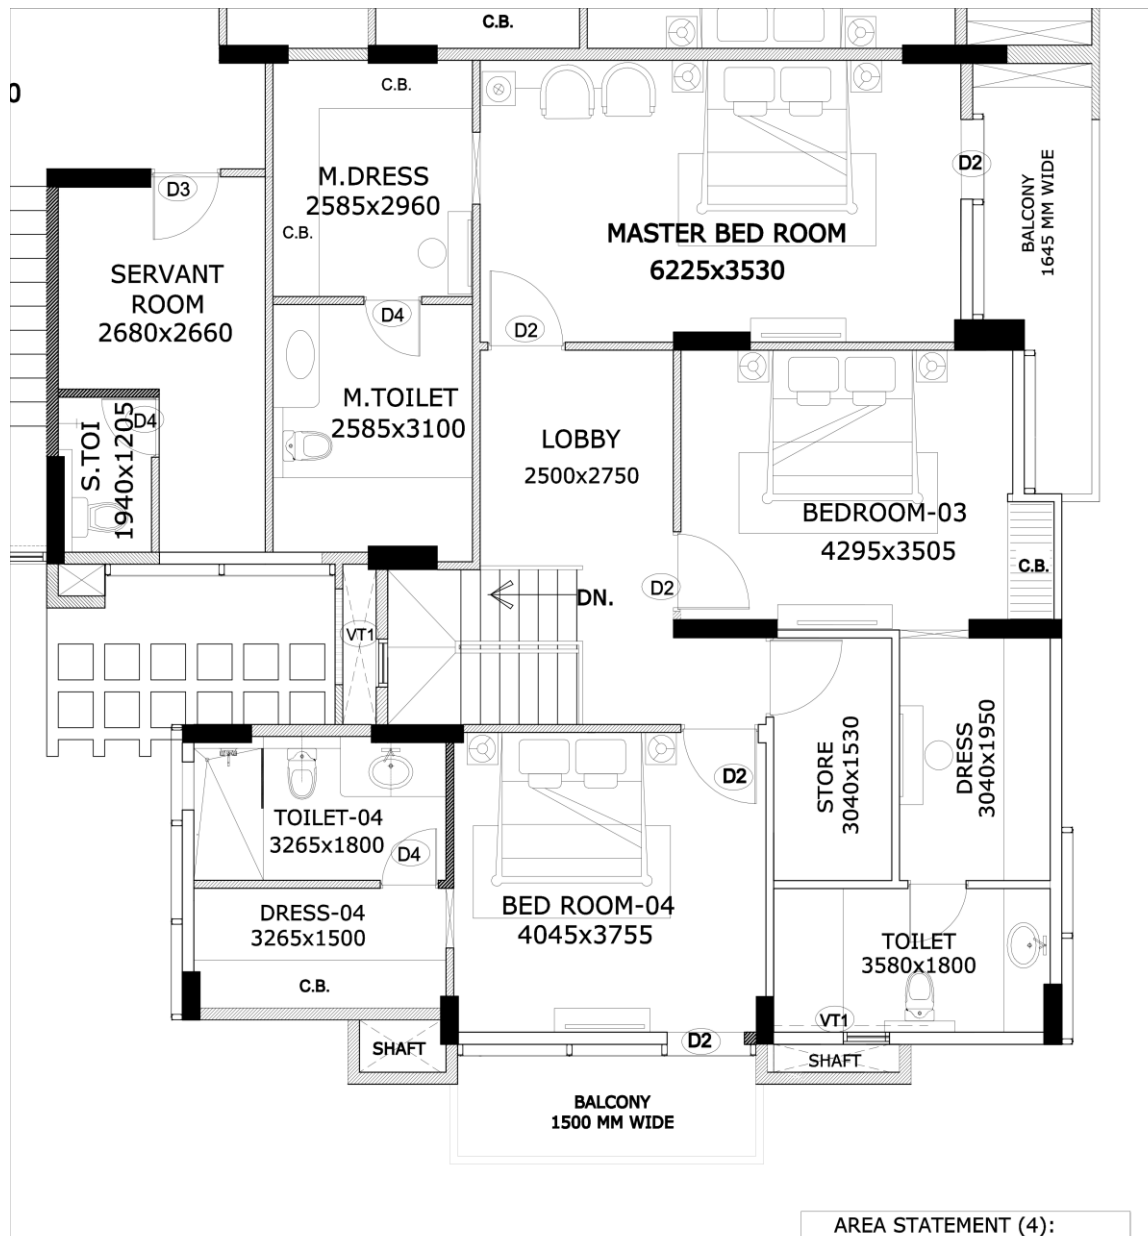 C.B.
0
C.B.
M.DRESS
2585x2960
C.B.
D3
SERVANT
ROOM
2680x2660
D4
MASTER BED ROOM
6225x3530
D2
D2
BALCONY
1645 MM WIDE
M.TOILET
2585x3100
D4
S.TOI
1940x1205
LOBBY
2500x2750
BEDROOM-03
4295x3505
C.B.
D2
DN.
VT1
STORE
3040x1530
DRESS
3040x1950
D2
TOILET-04
3265x1800
D4
DRESS-04
3265x1500
C.B.
BED ROOM-04
4045x3755
TOILET
3580x1800
VT1
D2
SHAFT
SHAFT
BALCONY
1500 MM WIDE
AREA STATEMENT (4):